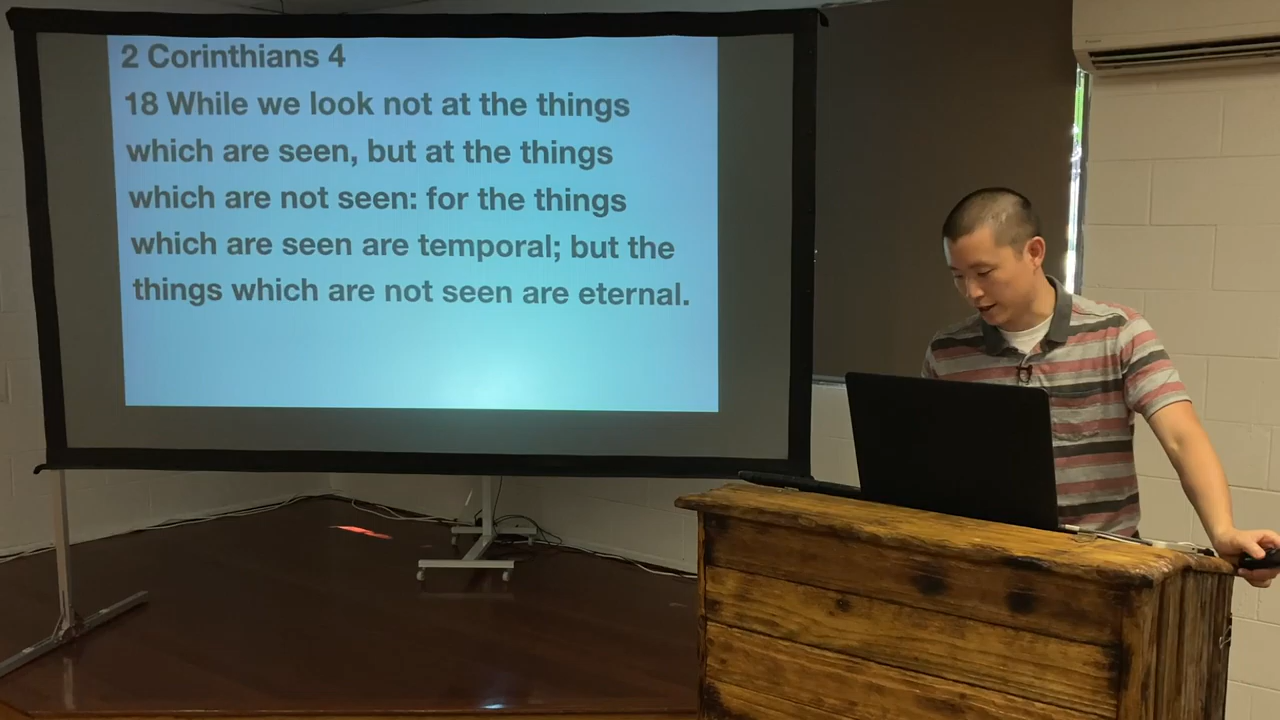 2 Corinthians 4
18 While we look not at the things
which are seen, but at the things
which are not seen: for the things
which are seen are temporal; but the
things which are not seen are eternal.